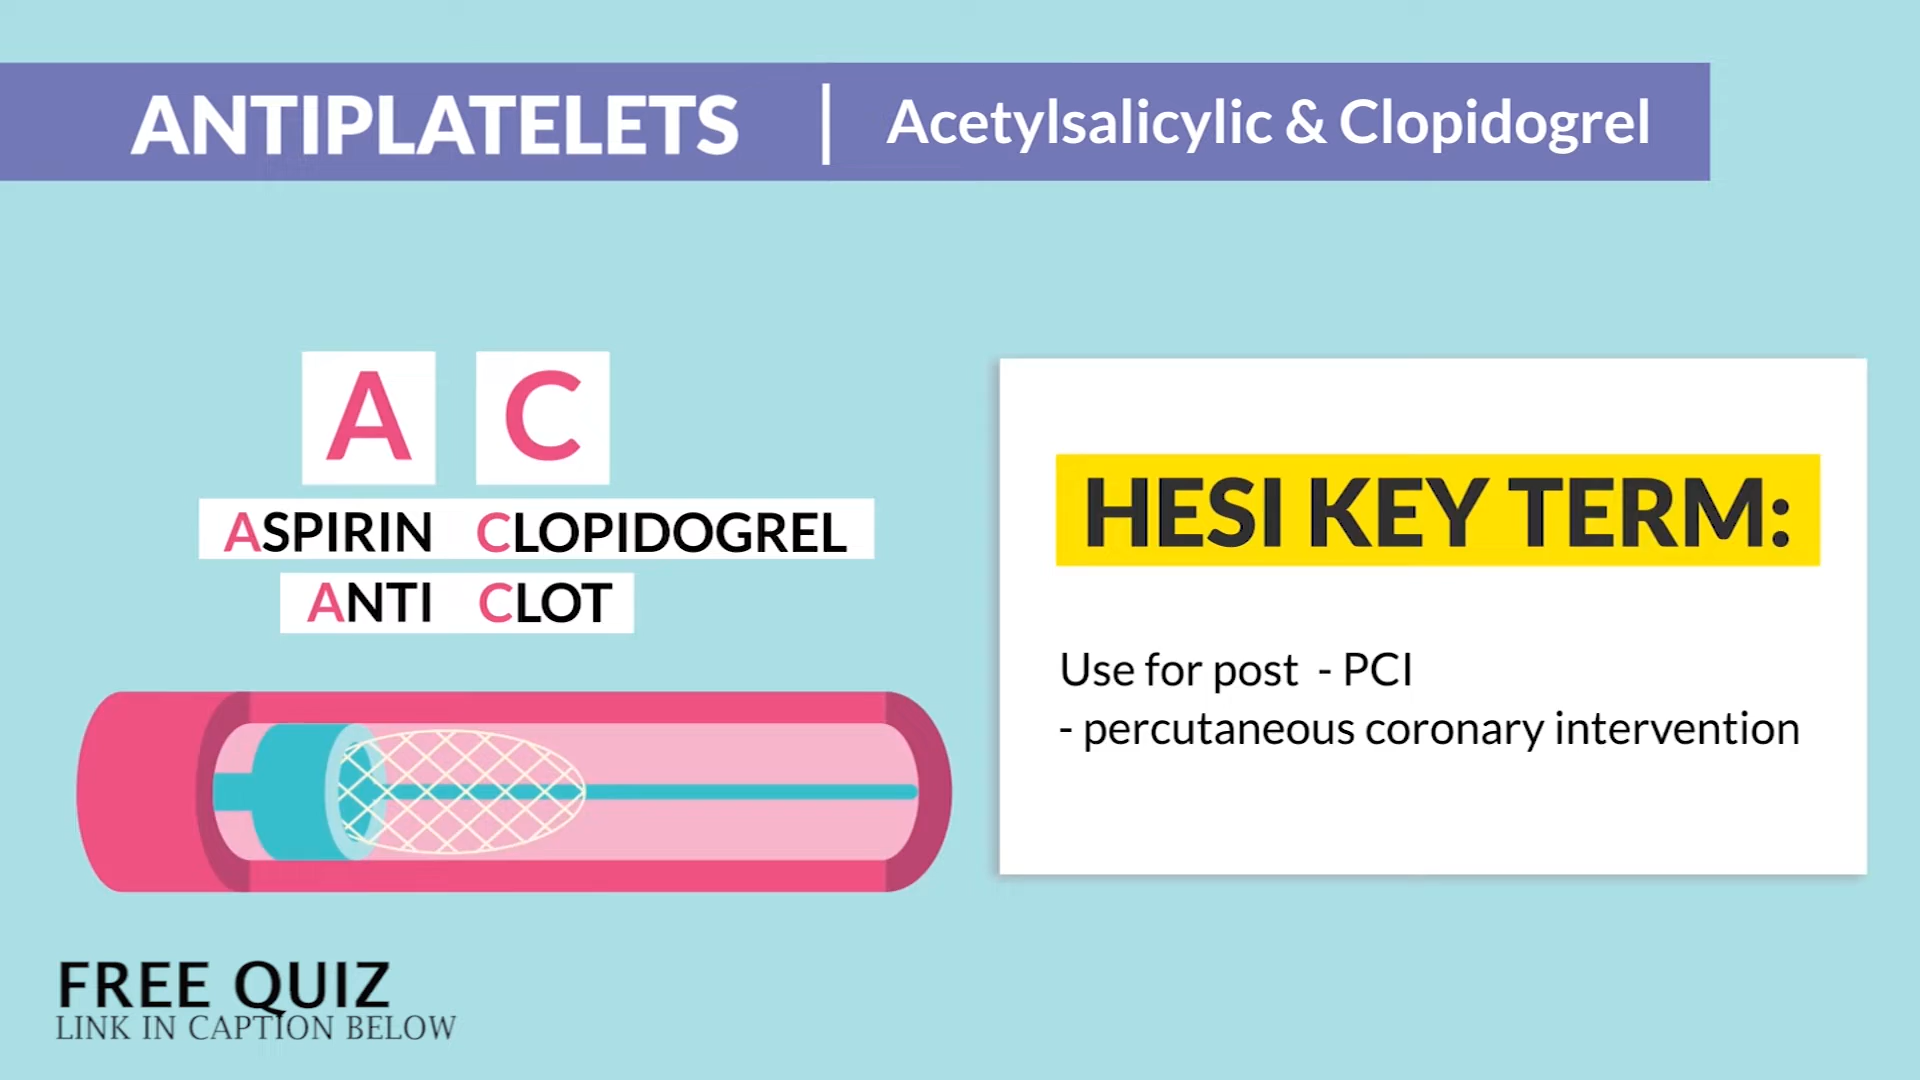 ANTIPLATELETS | Acetylsalicylic & Clopidogrel
A C
ASPIRIN CLOPIDOGREL
ANTI CLOT
HESI KEY TERM:
Use for post - PCI
- percutaneous coronary intervention
FREE QUIZ
LINK IN CAPTION BELOW